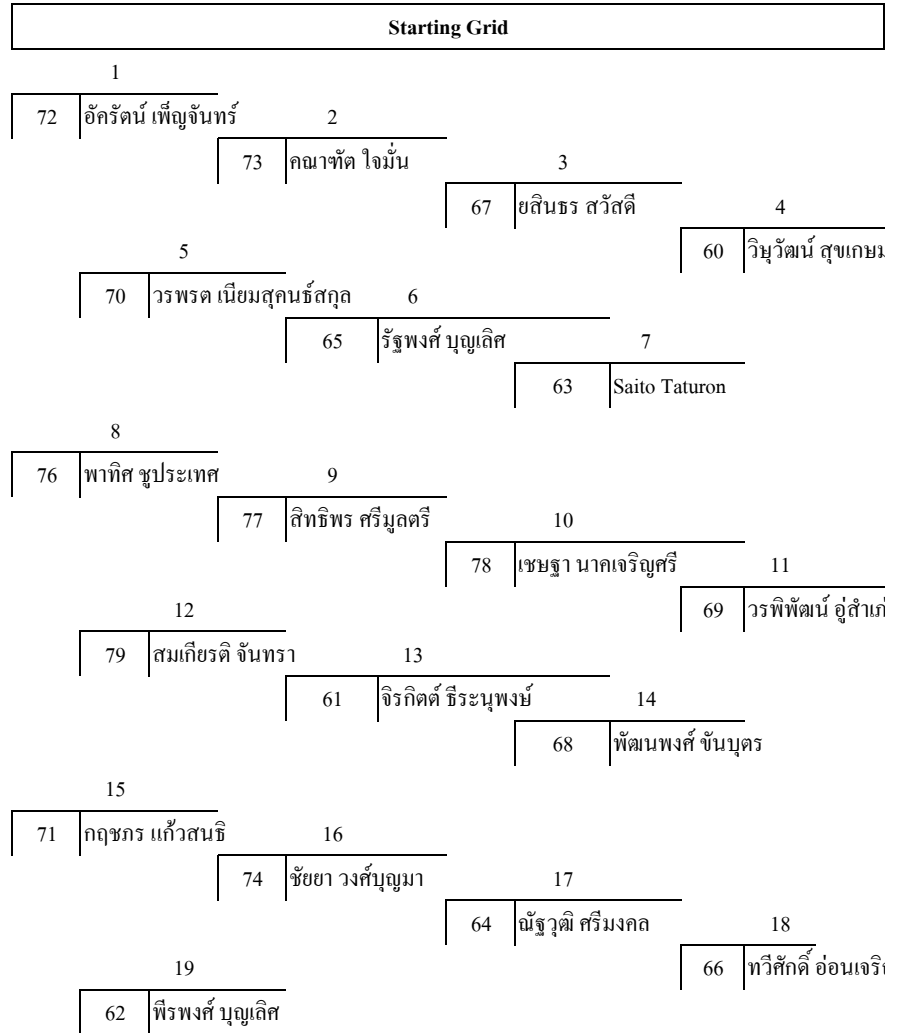 Starting Grid
1
72 อัครัตน์ เพ็ญจันทร์
2
73 คณาฑัต ใจมั่น
3
67 ยสินธร สวัสดี
4
60 วิษุวัฒน์ สุขเกษม
5
70 วรพรต เนียมสุคนธ์สกุล
6
65 รัฐพงศ์ บุญเลิศ
7
63 Saito Taturon
8
76 พาทิศ ชูประเทศ
9
77 สิทธิพร ศรีมูลตรี
10
78 เชษฐา นาคเจริญศรี
11
69 วรพิพัฒน์
12
79 สมเกียรติ จันทรา
13
61 จิรกิตต์ ธีระนุพงษ์
14
68 พัฒนพงศ์ ขันบุตร
15
71 กฤชภร แก้วสนธิ
16
74 ชัยยา วงศ์บุญมา
17
64 ณัฐวุฒิ ศรีมงคล
18
66 ทวีศักดิ์
19
62 พีรพงศ์ บุญเลิศ